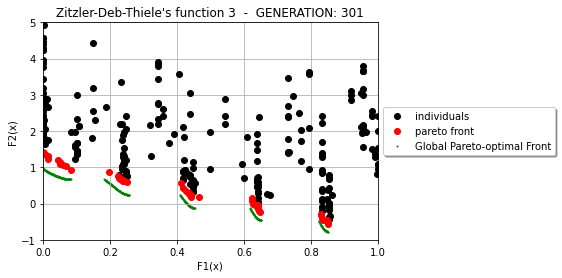 Zitzler-Deb-Thiele's function 3 - GENERATION: 301
5
4
3
2
1
0
−1
F2(x)
0.0 0.2 0.4 0.6 0.8 1.0
F1(x)
individuals
pareto front
Global Pareto-optimal Front